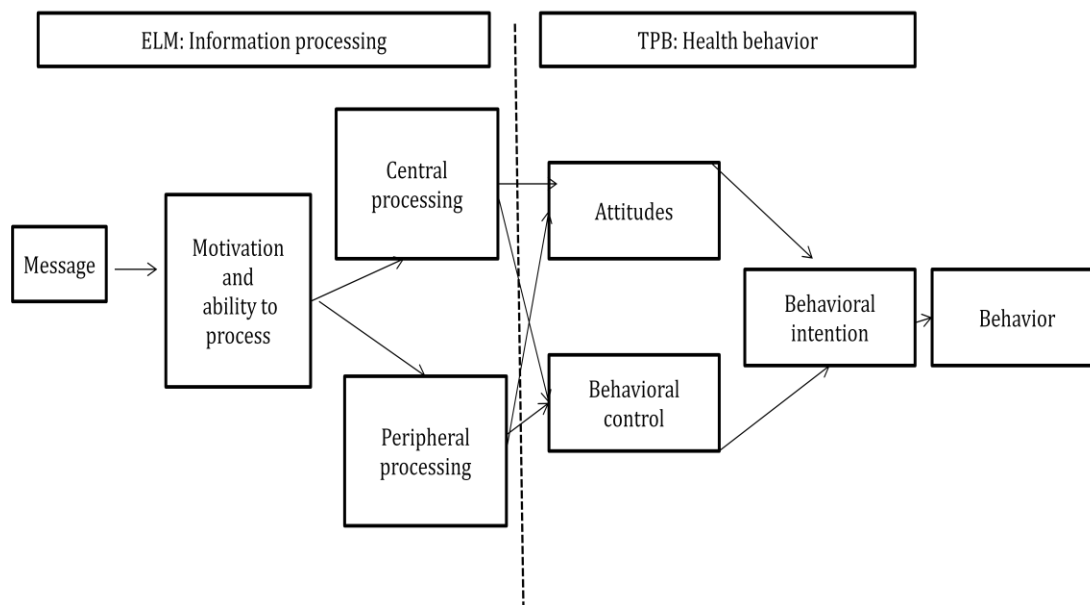 ELM: Information processing
TPB: Health behavior
Message
Motivation
and
ability to
process
Central
processing
Peripheral
processing
Attitudes
Behavioral
control
Behavioral
intention
Behavior